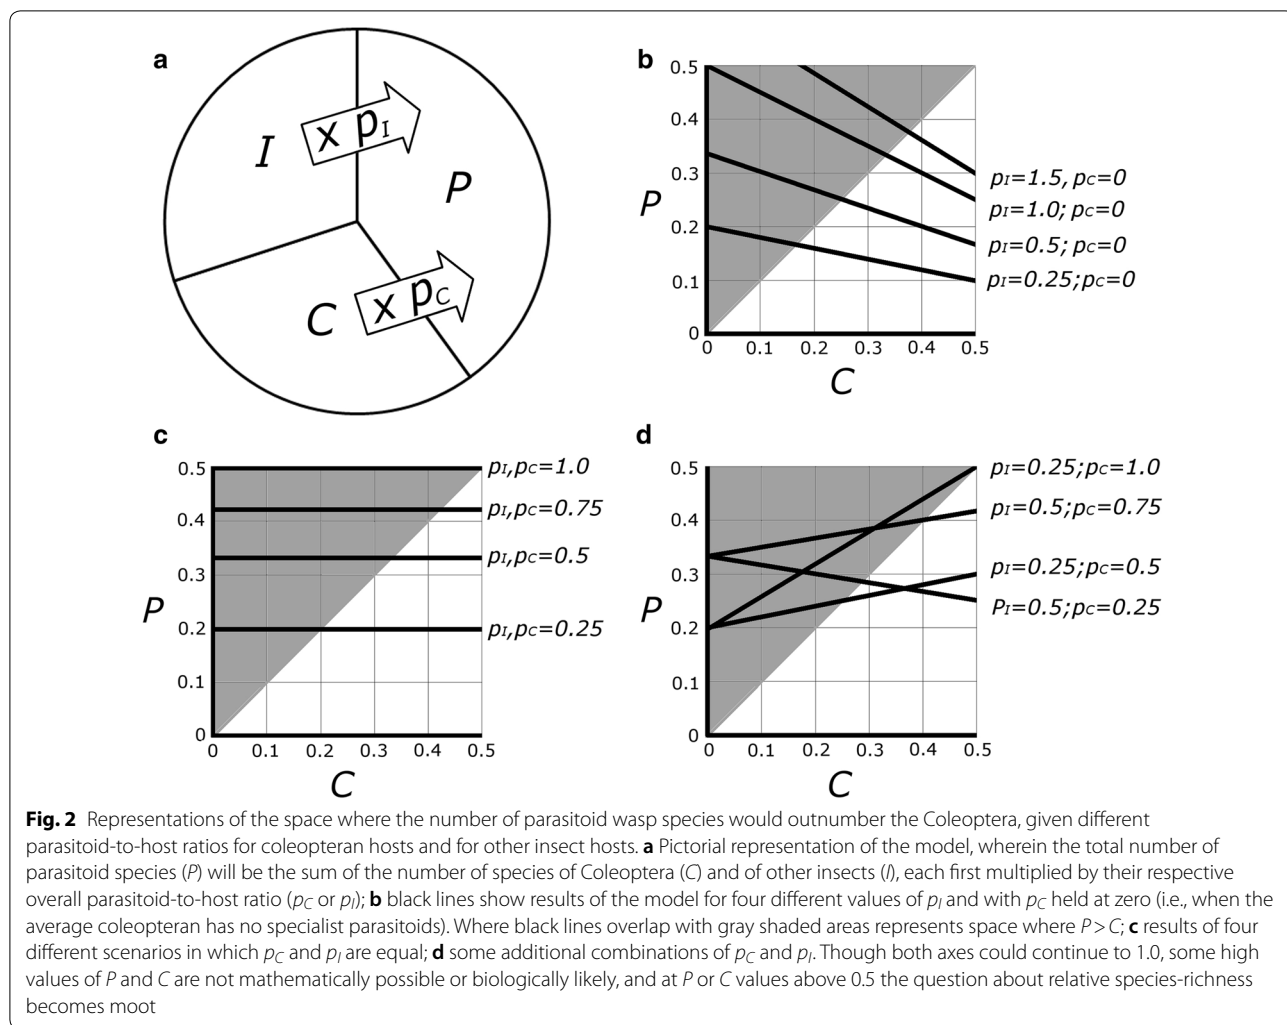 a
I
x pI
P
C
x pC
b
0.5
0.4
0.3
P
0.2
0.1
0
0 0.1 0.2 0.3 0.4 0.5
C
pI=1.5, pC=0
pI=1.0; pC=0
pI=0.5; pC=0
pI=0.25;pC=0
c
0.5
0.4
0.3
P
0.2
0.1
0
0 0.1 0.2 0.3 0.4 0.5
C
pI,pC=1.0
pI,pC=0.75
pI,pC=0.5
pI,pC=0.25
d
0.5
0.4
0.3
P
0.2
0.1
0
0 0.1 0.2 0.3 0.4 0.5
C
pI=0.25;pC=1.0
pI=0.5;pC=0.75
pI=0.25;pC=0.5
PI=0.5;pC=0.25
Fig. 2 Representations of the space where the number of parasitoid wasp species would outnumber the Coleoptera, given different
parasitoid-to-host ratios for coleopteran hosts and for other insect hosts. a Pictorial representation of the model, wherein the total number of
parasitoid species (P) will be the sum of the number of species of Coleoptera (C) and of other insects (I), each first multiplied by their respective
overall parasitoid-to-host ratio (pC or pI); b black lines show results of the model for four different values of pI and with pC held at zero (i.e., when the
average coleopteran has no specialist parasitoids). Where black lines overlap with gray shaded areas represents space where P > C; c results of four
different scenarios in which pC and pI are equal; d some additional combinations of pC and pI. Though both axes could continue to 1.0, some high
values of P and C are not mathematically possible or biologically likely, and at P or C values above 0.5 the question about relative species-richness
becomes moot